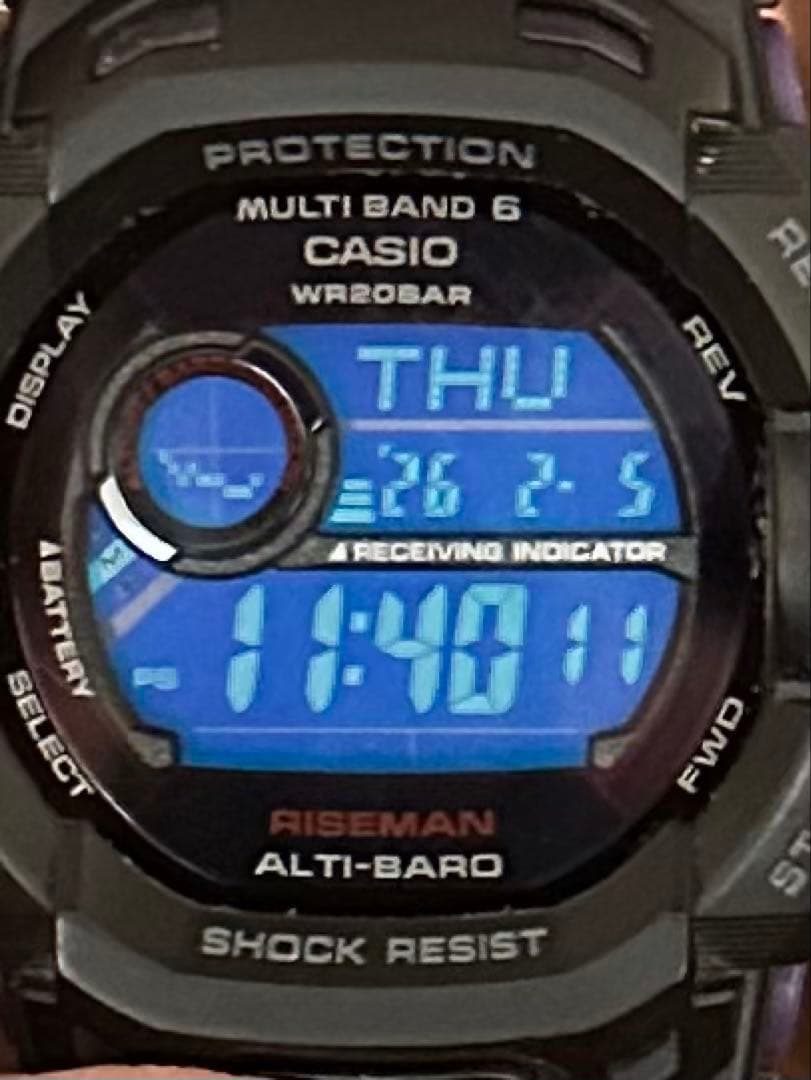 PROTECTION
MULTI BAND 6
CASIO
WR20BAR
DISPLAY
REV
THU
'26 2- 5
RECEIVING INDICATOR
BATTERY
M
P 11:40 11
SELECT
FWD
RISEMAN
ALTI-BARO
SHOCK RESIST